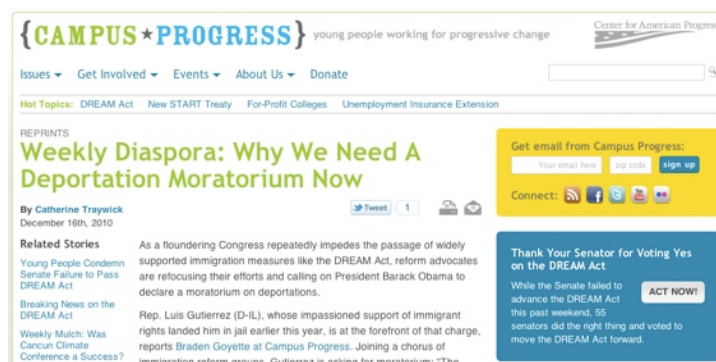 {CAMPUS★PROGRESS} young people working for progressive change
Center for American Progress
Issues Get Involved Events About Us Donate
Hot Topics: DREAM Act New START Treaty For-Profit Colleges Unemployment Insurance Extension
REPRINTS
Weekly Diaspora: Why We Need A
Deportation Moratorium Now
By Catherine Traywick
December 16th, 2010
Tweet 1
Related Stories
Young People Condemn
Senate Failure to Pass
DREAM Act
Breaking News on the
DREAM Act
Weekly Mulch: Was
Cancun Climate
Conference a Success?
As a floundering Congress repeatedly impedes the passage of widely
supported immigration measures like the DREAM Act, reform advocates
are refocusing their efforts and calling on President Barack Obama to
declare a moratorium on deportations.
Rep. Luis Gutierrez (D-IL), whose impassioned support of immigrant
rights landed him in jail earlier this year, is at the forefront of that charge,
reports Braden Goyette at Campus Progress. Joining a chorus of
immigration reform groups, Gutierrez is asking for moratorium: "The
Get email from Campus Progress:
Your email here zip code sign up
Connect:
Thank Your Senator for Voting Yes
on the DREAM Act
While the Senate failed to
advance the DREAM Act
this past weekend, 55
senators did the right thing and voted to
move the DREAM Act forward.
ACT NOW!